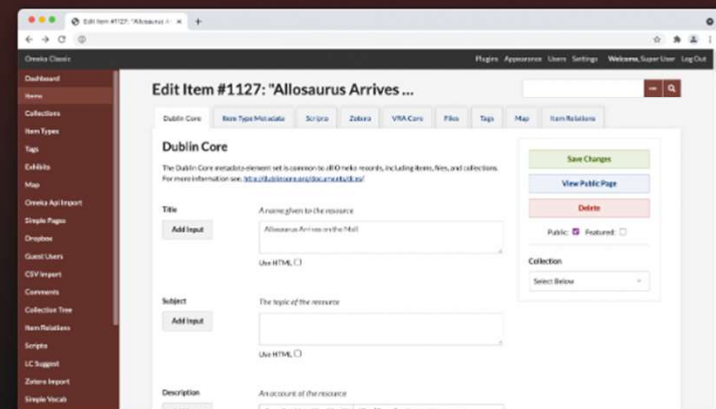 Edit Item #1127: "Allosaurus Ar
Omeka Classic
Plugins Appearance Users Settings Welcome, Super User Log Out
Dashboard
Items
Collections
Item Types
Tags
Exhibits
Map
Omeka Api Import
Simple Pages
Dropbox
Guest Users
CSV Import
Comments
Collection Tree
Item Relations
Scripto
LC Suggest
Zotero Import
Simple Vocab
Edit Item #1127: "Allosaurus Arrives ...
Dublin Core Item Type Metadata Scripto Zotero VRA Core Files Tags Map Item Relations
Dublin Core
The Dublin Core metadata element set is common to all Omeka records, including items, files, and collections.
For more information see, http://dublincore.org/documents/dces/.
Title
A name given to the resource
Add Input
Allosaurus Arrives on the Mall
Use HTML
Subject
The topic of the resource
Add Input
Use HTML
Description
An account of the resource
Save Changes
View Public Page
Delete
Public: Featured:
Collection
Select Below